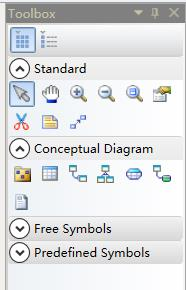 Toolbox
Standard
Conceptual Diagram
Free Symbols
Predefined Symbols